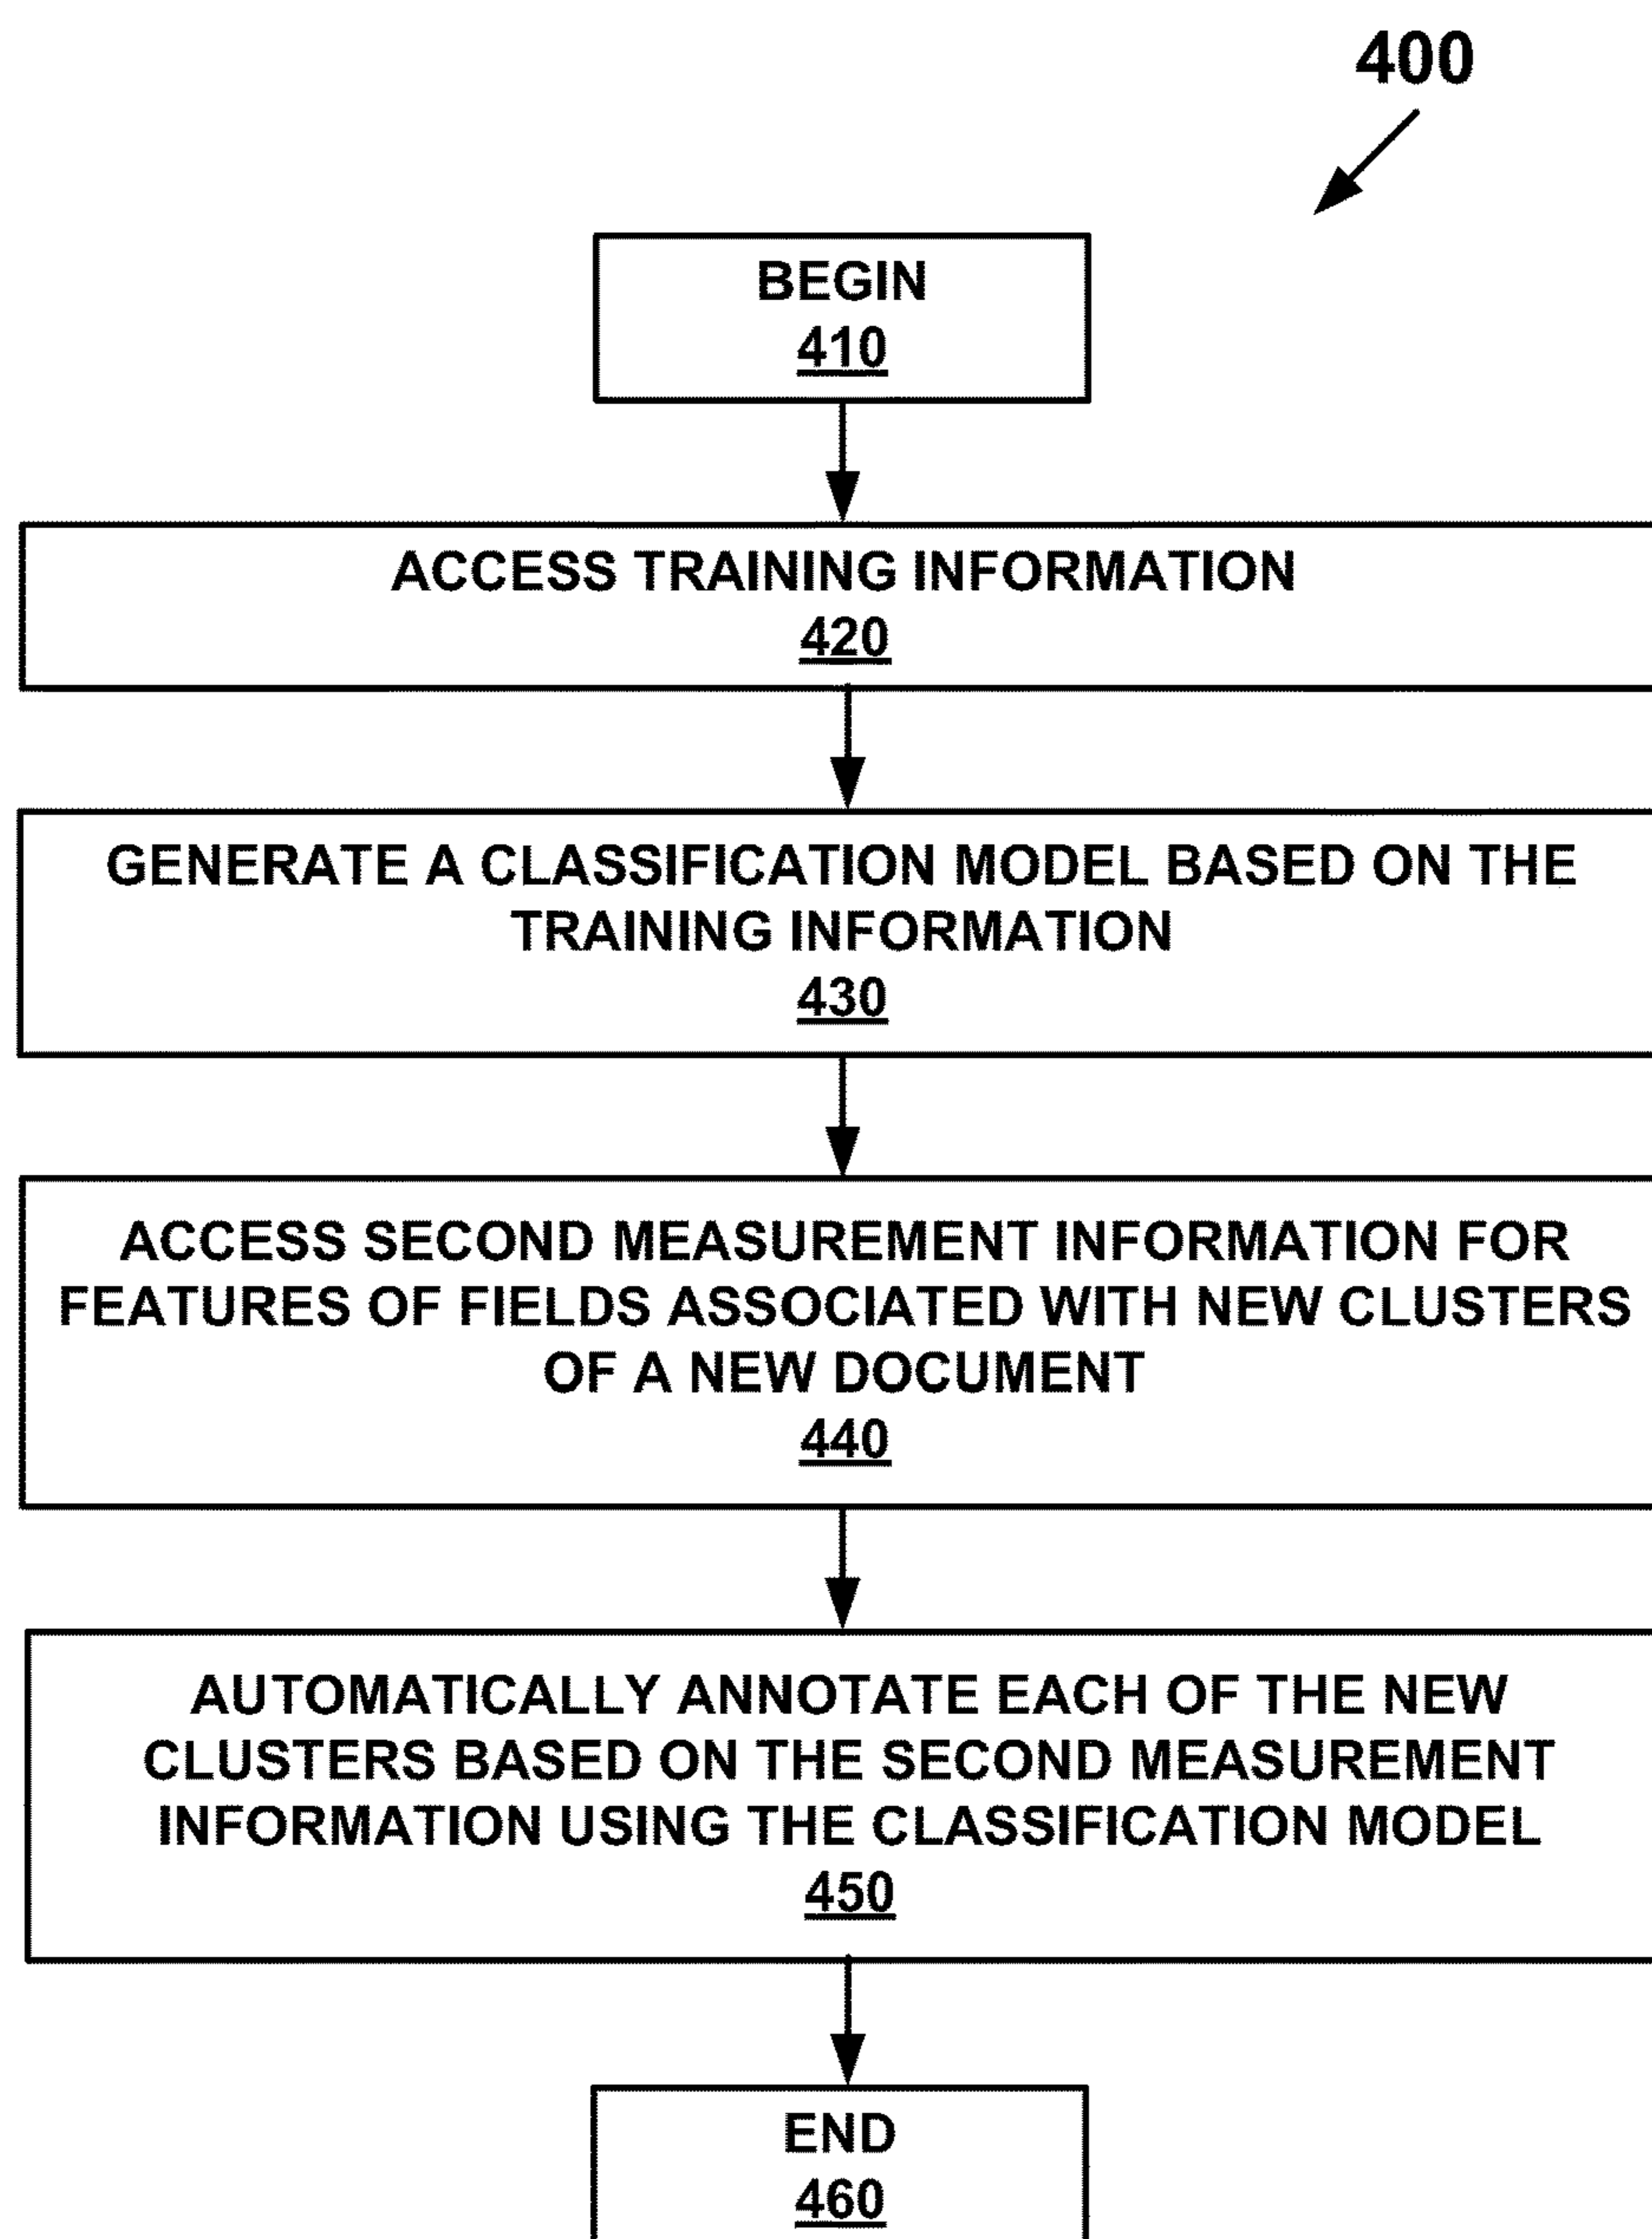 400
BEGIN
410
ACCESS TRAINING INFORMATION
420
GENERATE A CLASSIFICATION MODEL BASED ON THE
TRAINING INFORMATION
430
ACCESS SECOND MEASUREMENT INFORMATION FOR
FEATURES OF FIELDS ASSOCIATED WITH NEW CLUSTERS
OF A NEW DOCUMENT
440
AUTOMATICALLY ANNOTATE EACH OF THE NEW
CLUSTERS BASED ON THE SECOND MEASUREMENT
INFORMATION USING THE CLASSIFICATION MODEL
450
END
460